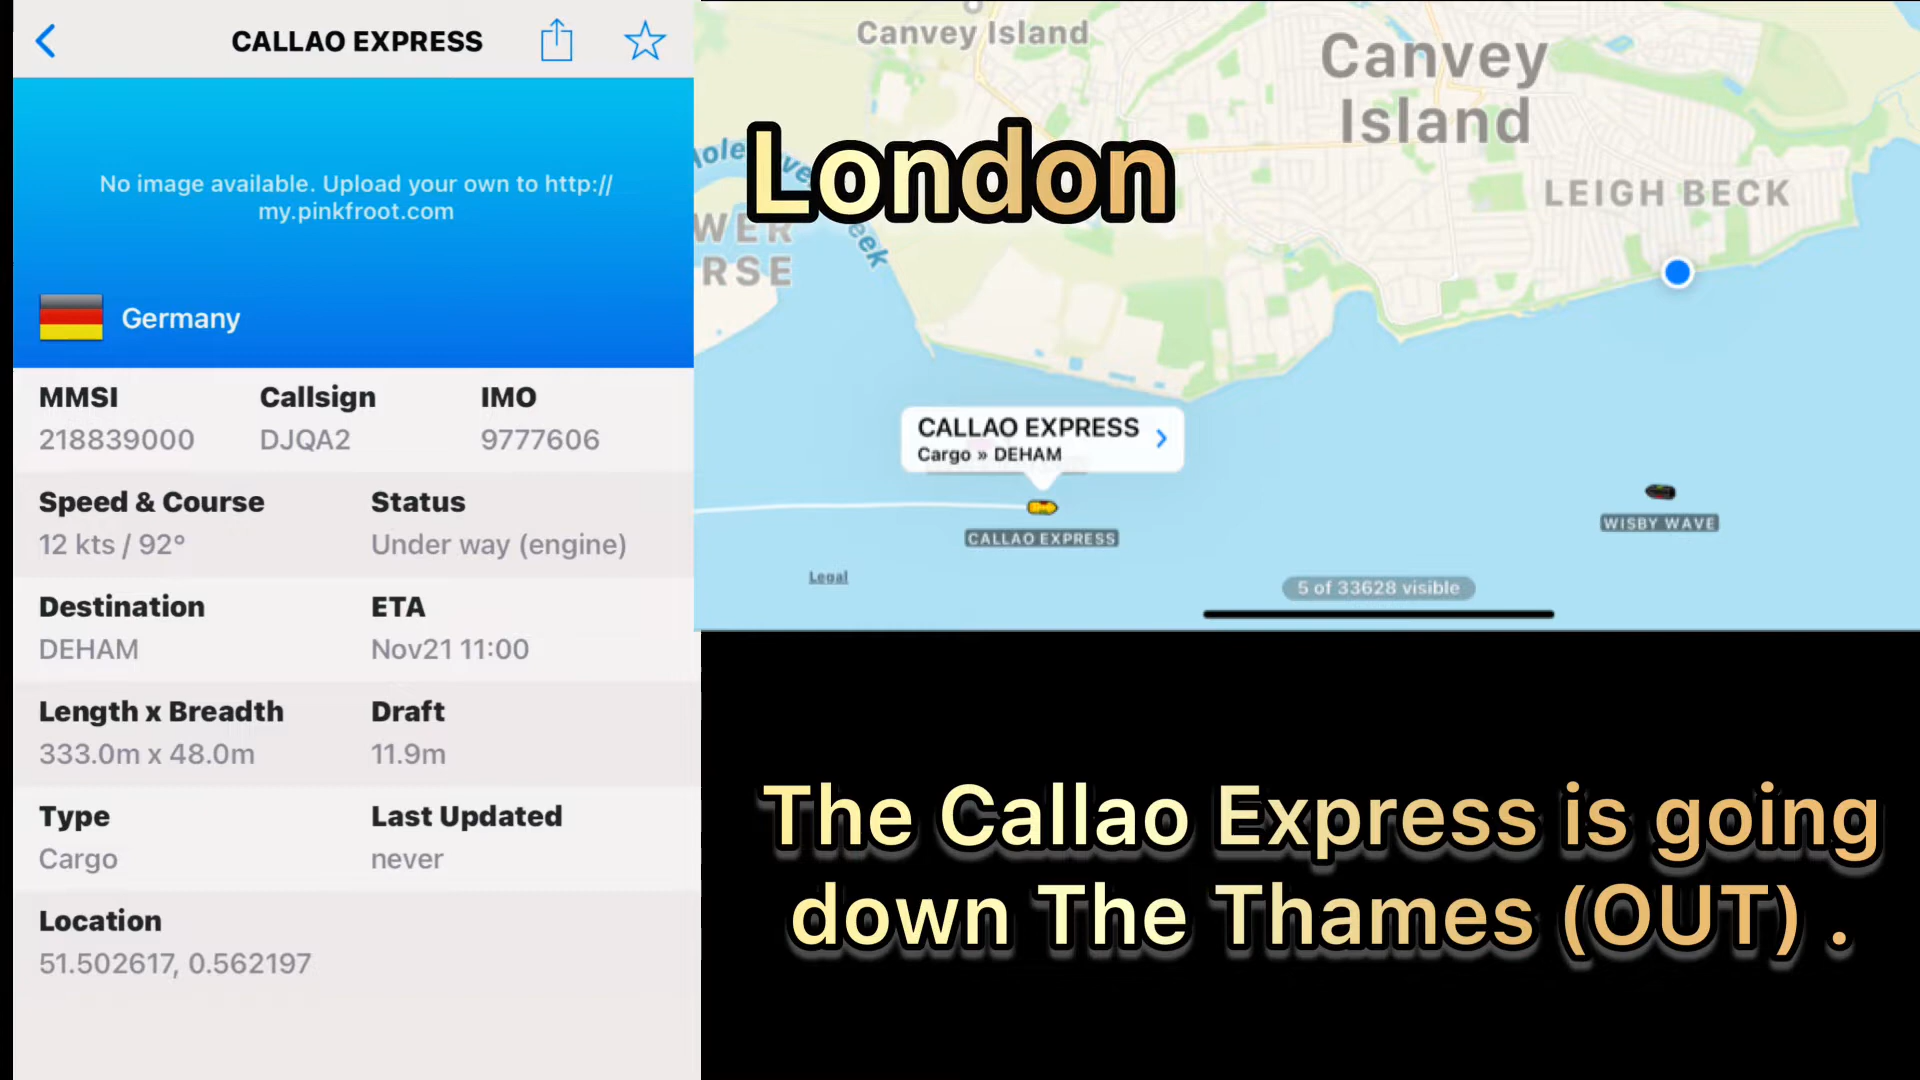 CALLAO EXPRESS
No image available. Upload your own to http://
my.pinkfroot.com
Germany
MMSI Callsign IMO
218839000 DJQA2 9777606
Speed & Course Status
12 kts / 92° Under way (engine)
Destination ETA
DEHAM Nov21 11:00
Length x Breadth Draft
333.0m x 48.0m 11.9m
Type Last Updated
Cargo never
Location
51.502617, 0.562197
Canvey Island
Canvey
Island
London
LEIGH BECK
CALLAO EXPRESS
Cargo » DEHAM
CALLAO EXPRESS
WISBY WAVE
Legal
5 of 33628 visible
The Callao Express is going
down The Thames (OUT) .